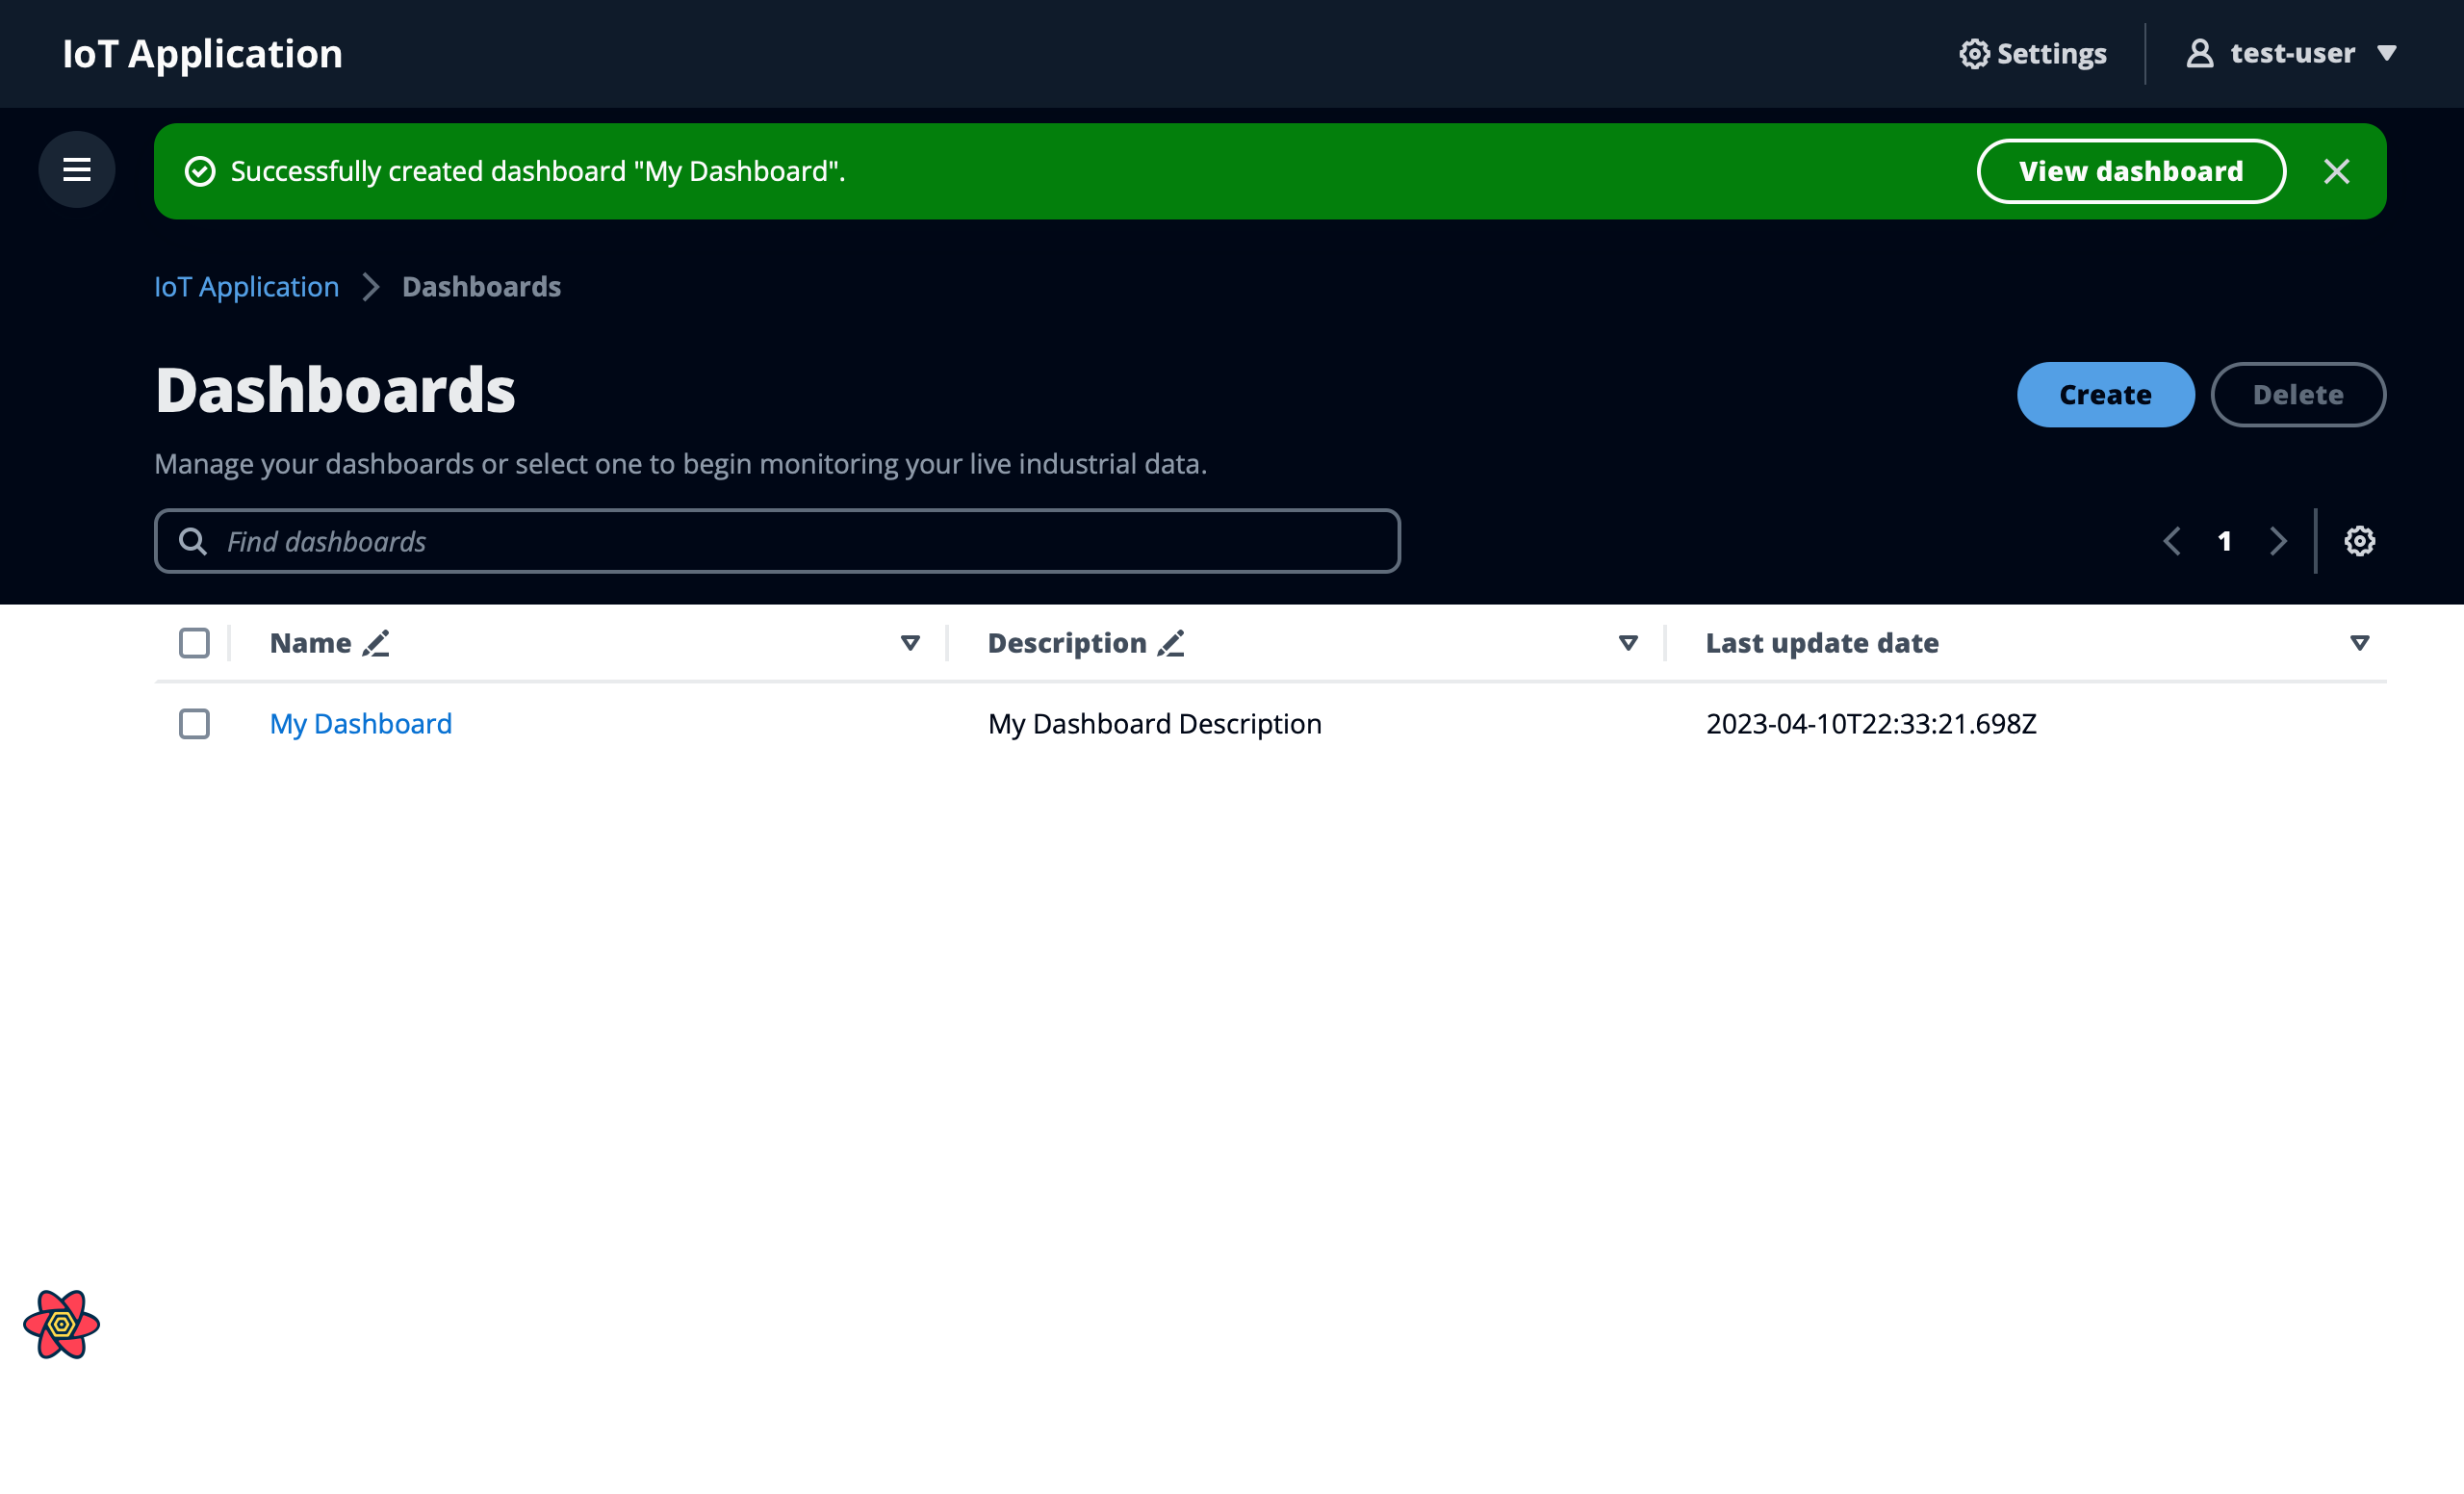 IoT Application
Settings
test-user
Successfully created dashboard "My Dashboard".
View dashboard
IoT Application
Dashboards
Dashboards
Create
Delete
Manage your dashboards or select one to begin monitoring your live industrial data.
Find dashboards
1
Name
Description
Last update date
My Dashboard
My Dashboard Description
2023-04-10T22:33:21.698Z